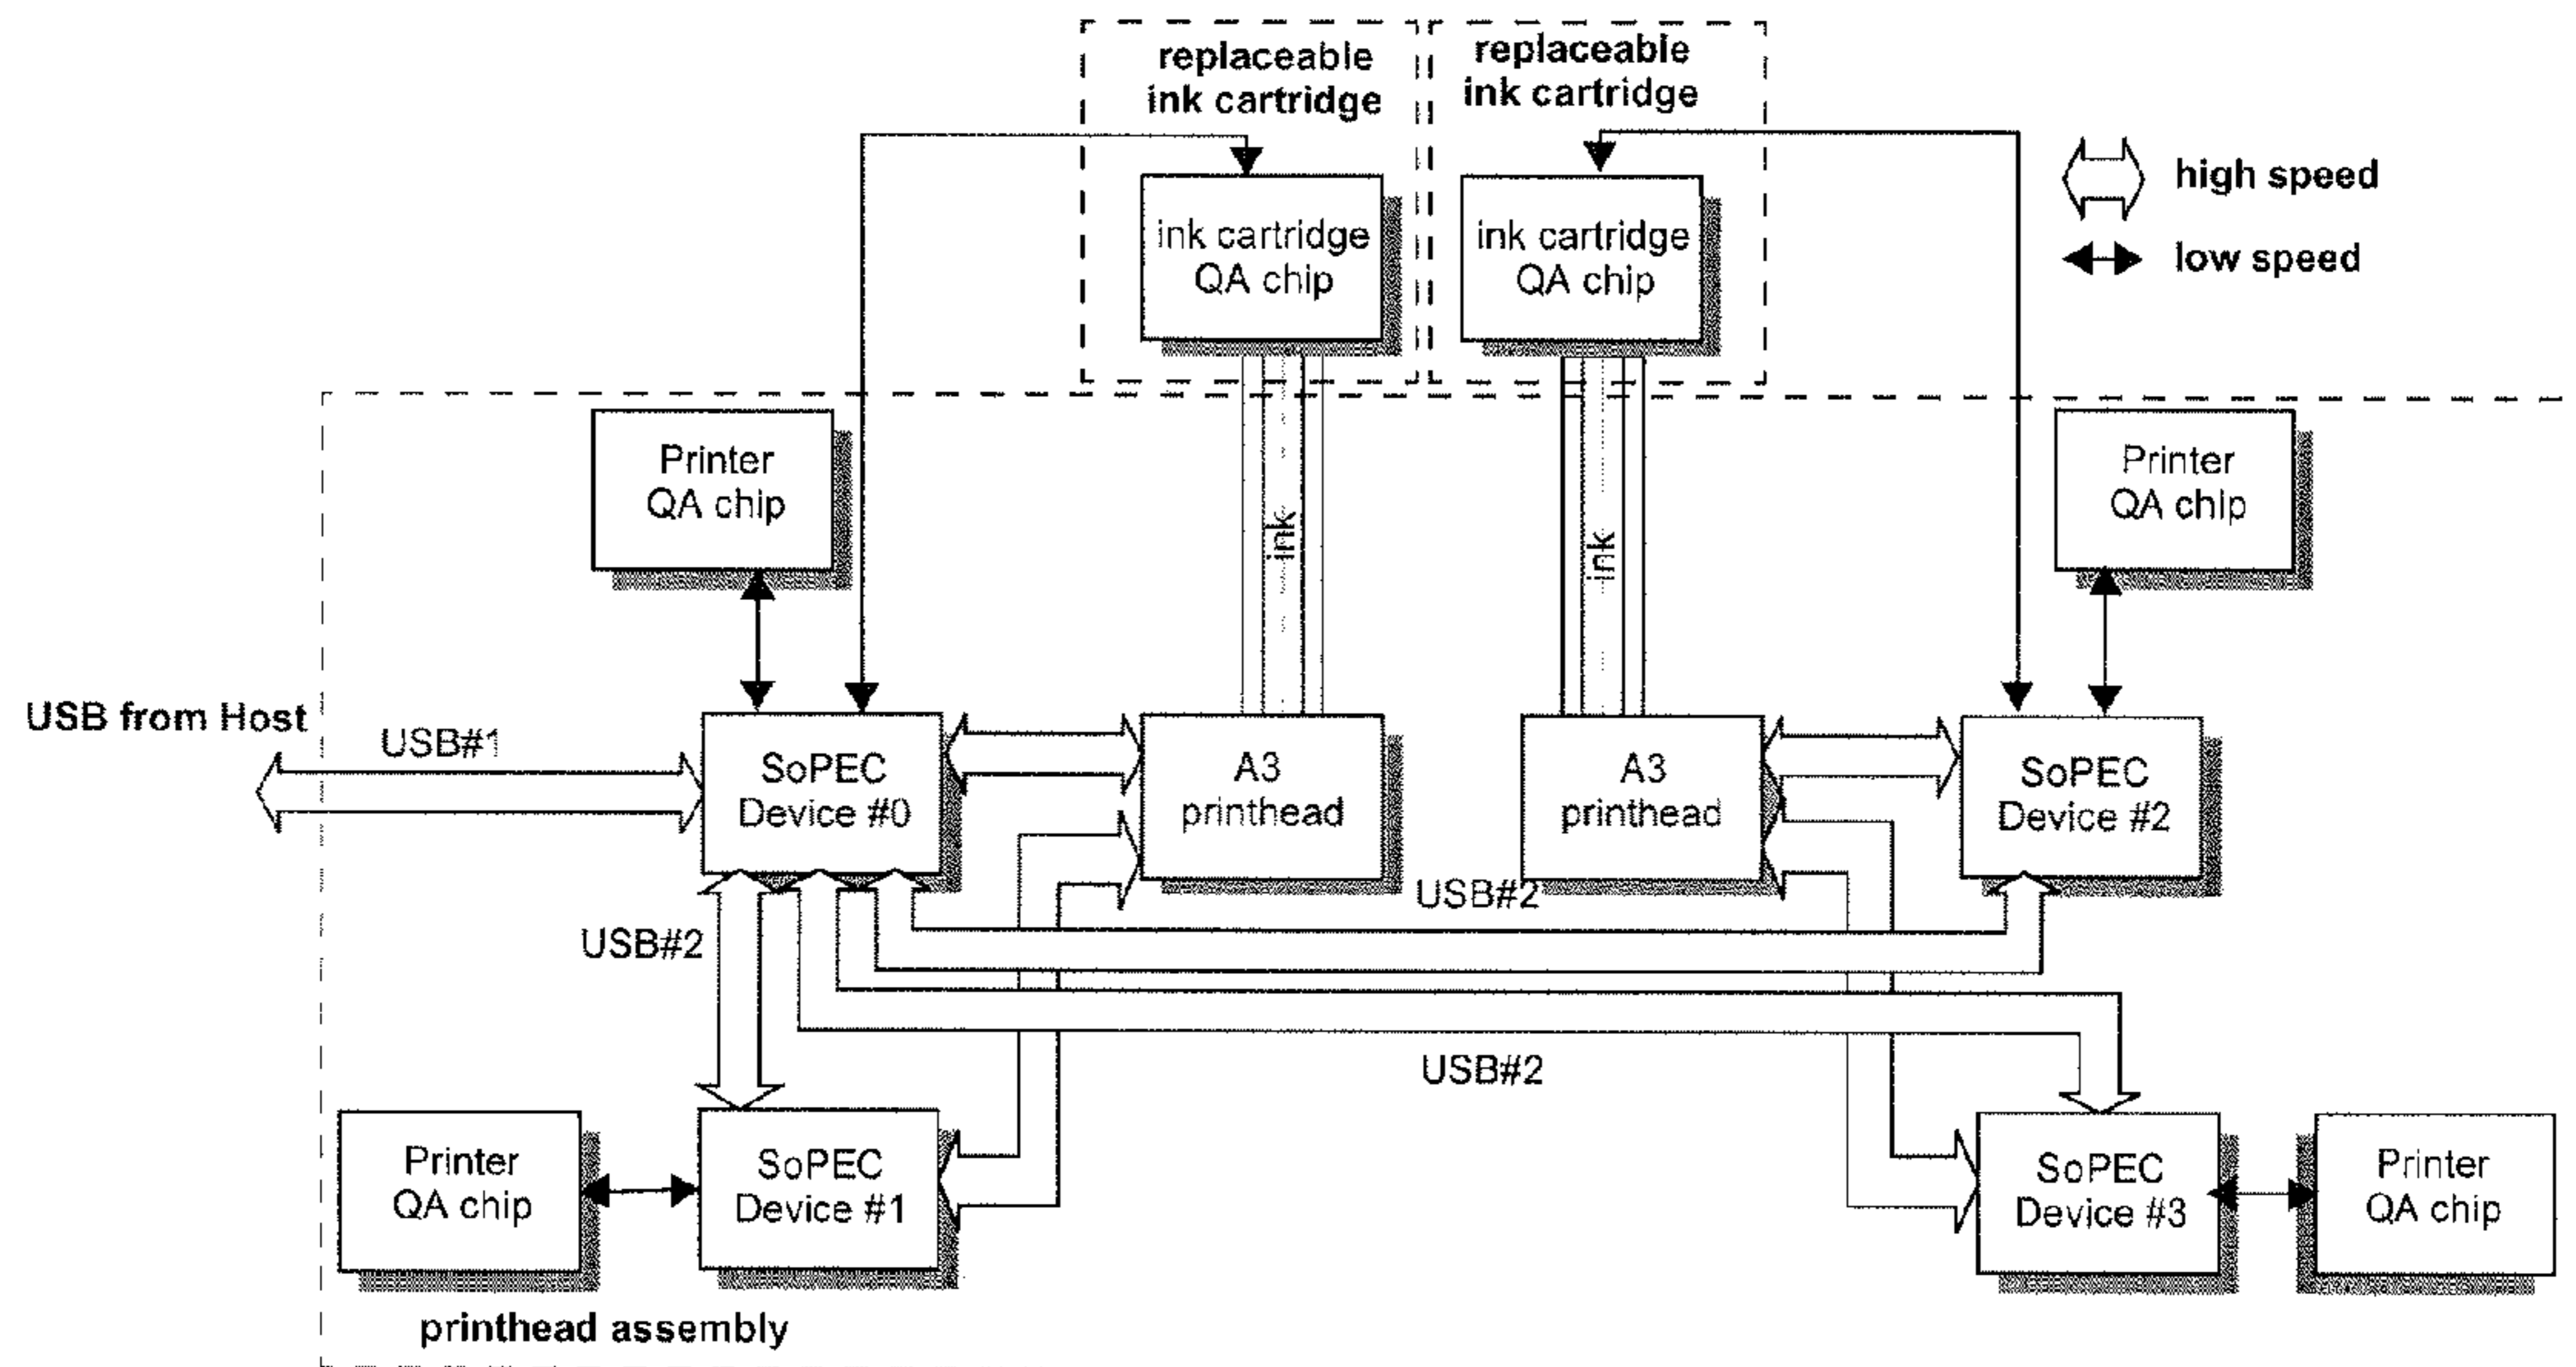 replaceable
ink cartridge
replaceable
ink cartridge
ink cartridge
QA chip
ink cartridge
QA chip
high speed
low speed
Printer
QA chip
ink
ink
Printer
QA chip
USB from Host
USB#1
SoPEC
Device #0
A3
printhead
A3
printhead
SoPEC
Device #2
USB#2
USB#2
USB#2
Printer
QA chip
SoPEC
Device #1
SoPEC
Device #3
Printer
QA chip
printhead assembly